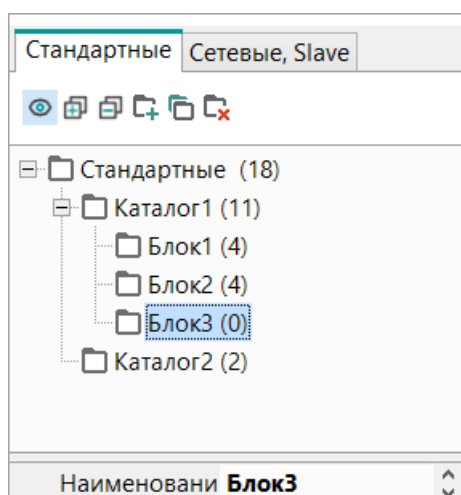 Стандартные Сетевые, Slave
Стандартные (18)
Каталог1 (11)
Блок1 (4)
Блок2 (4)
Блок3 (0)
Каталог2 (2)
Наименовани Блок3